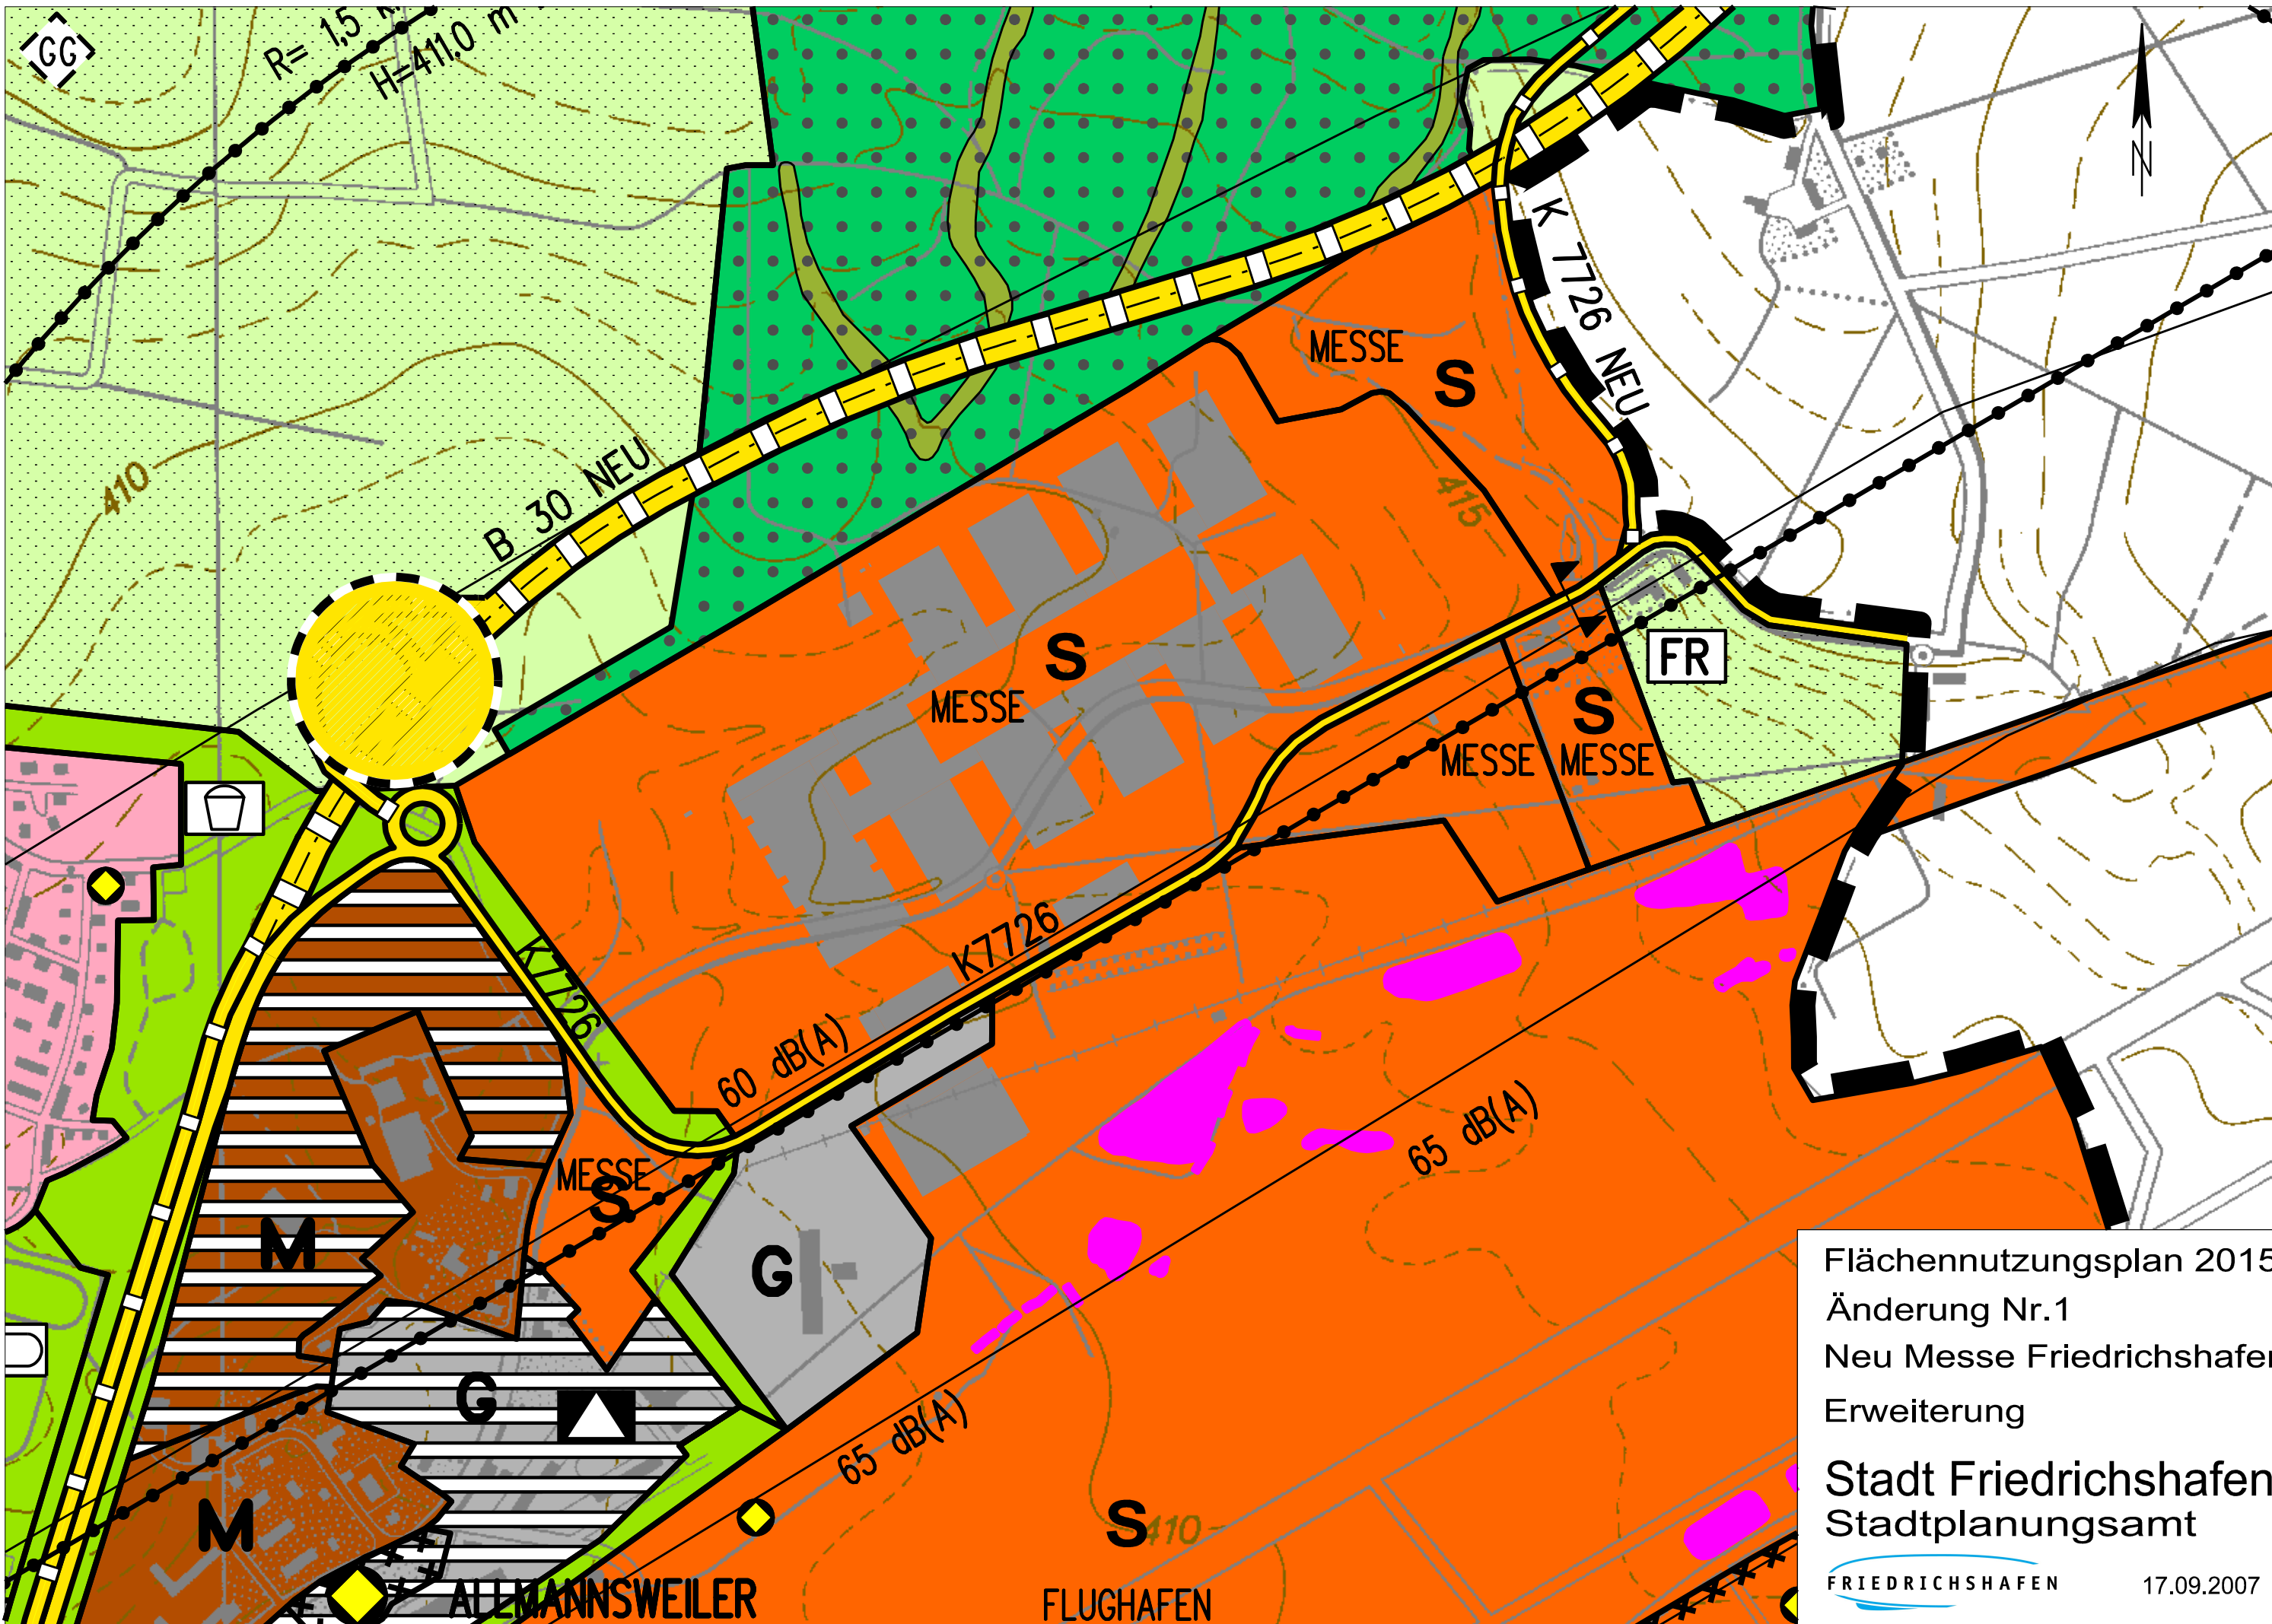 GG
R= 1,5
H=411.0 m
N
K 7726 NEU
MESSE
S
410
B 30 NEU
415
S
MESSE
FR
S
MESSE
MESSE
K7726
K7726
60 dB(A)
65 dB(A)
MESSE
S
M
G
G
65 dB(A)
M
S
410
ALLMANNSWEILER
FLUGHAFEN
Flächennutzungsplan 2015
Änderung Nr.1
Neu Messe Friedrichshafen
Erweiterung
Stadt Friedrichshafen
Stadtplanungsamt
FRIEDRICHSHAFEN
17.09.2007